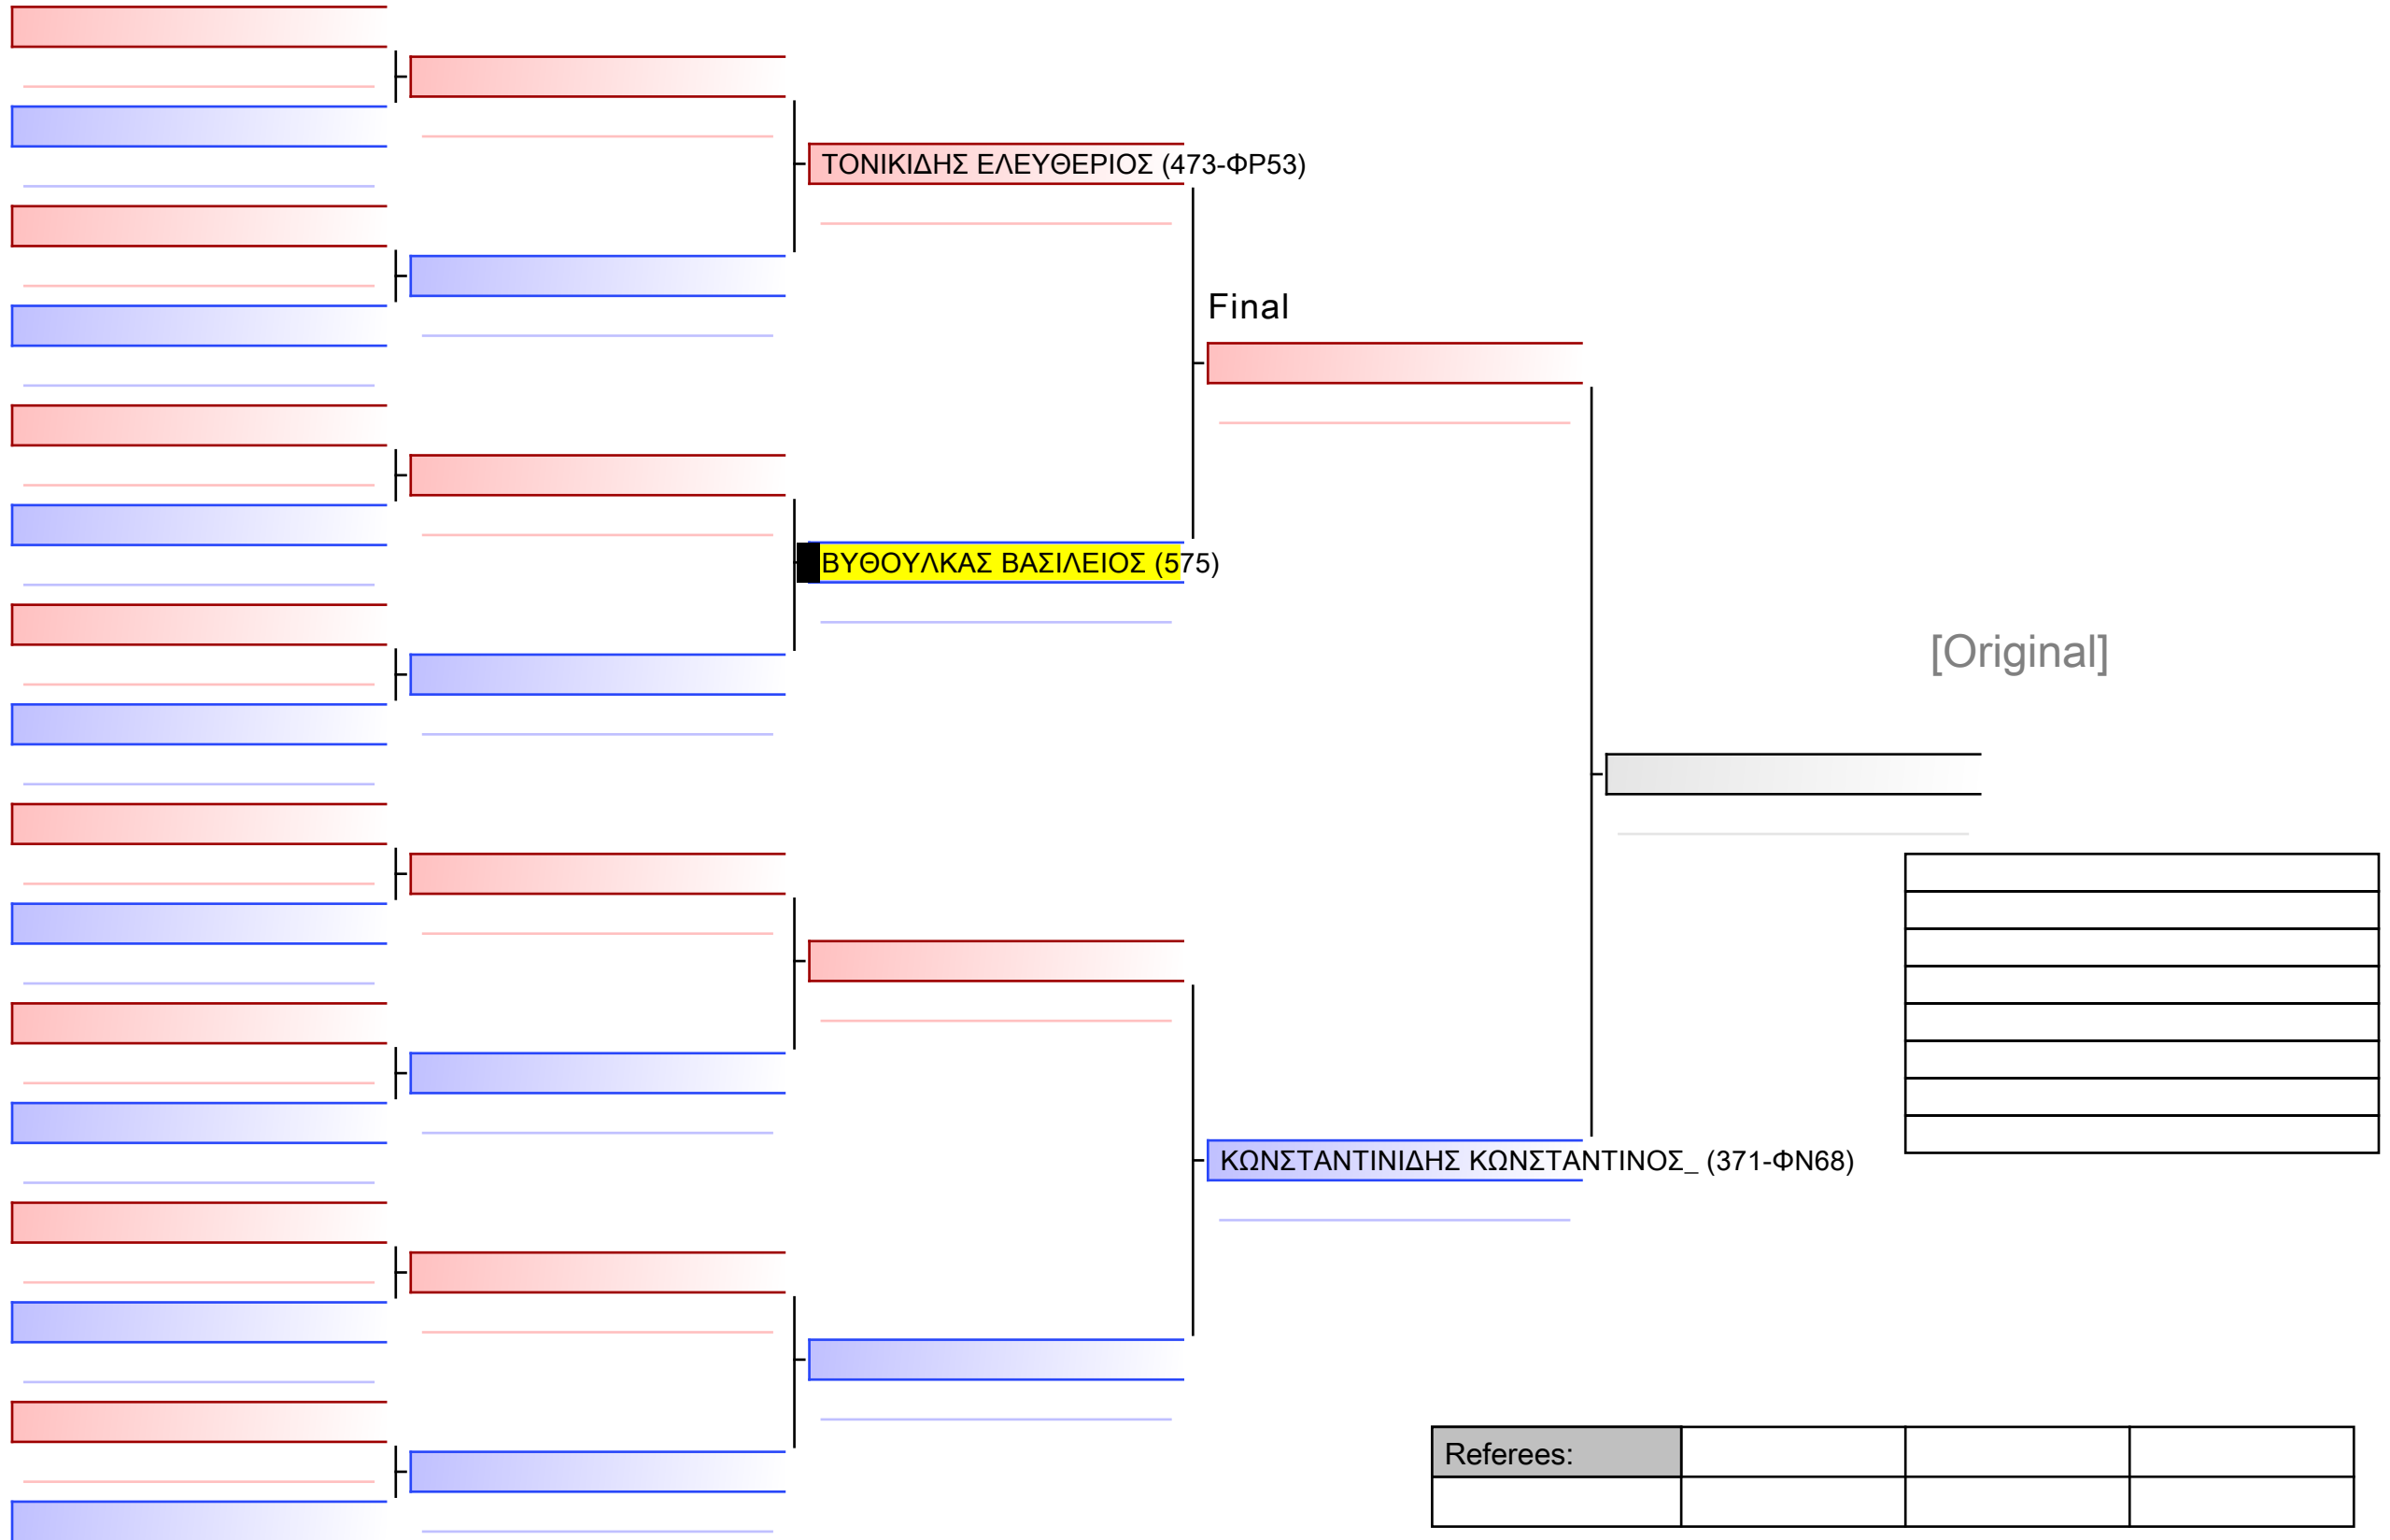 ΤΟΝΙΚΙΔΗΣ ΕΛΕΥΘΕΡΙΟΣ (473-ΦΡ53)
Final
ΒΥΘΟΥΛΚΑΣ ΒΑΣΙΛΕΙΟΣ (575)
[Original]
ΚΩΝΣΤΑΝΤΙΝΙΔΗΣ ΚΩΝΣΤΑΝΤΙΝΟΣ_ (371-ΦΝ68)
Referees: